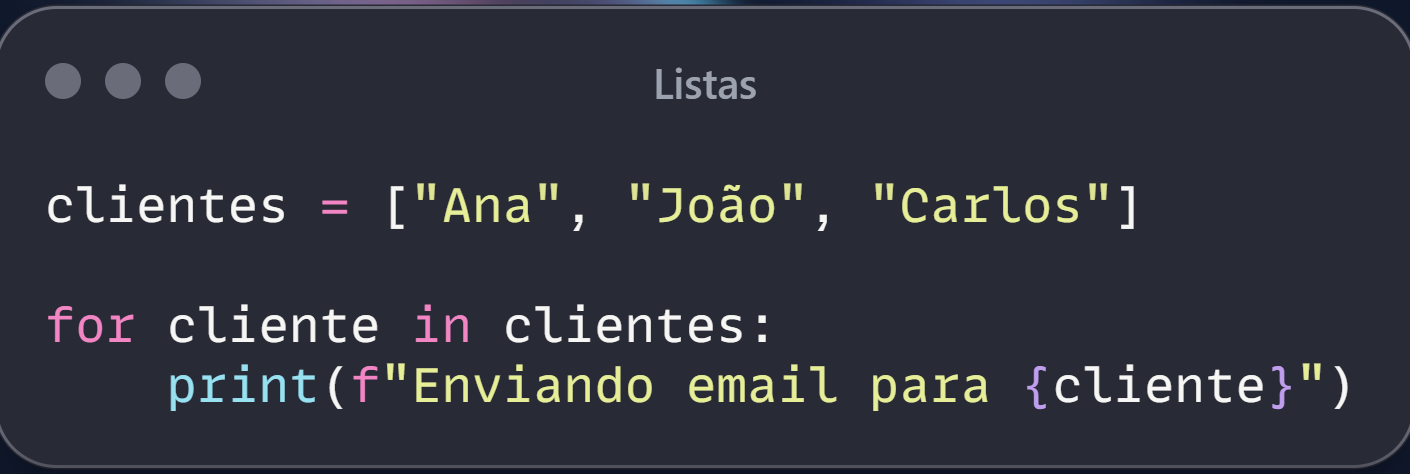 Listas
clientes = ["Ana", "João", "Carlos"]
for cliente in clientes:
    print(f"Enviando email para {cliente}")